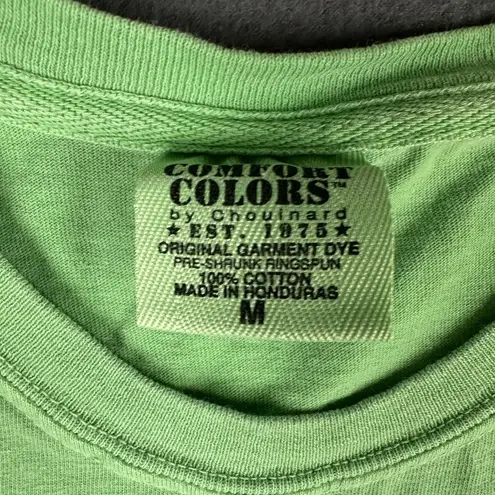 COMFORT
COLORS™
by Chouinard
★ EST. 1975 ★
ORIGINAL GARMENT DYE
PRE-SHRUNK RINGSPUN
100% COTTON
MADE IN HONDURAS
M